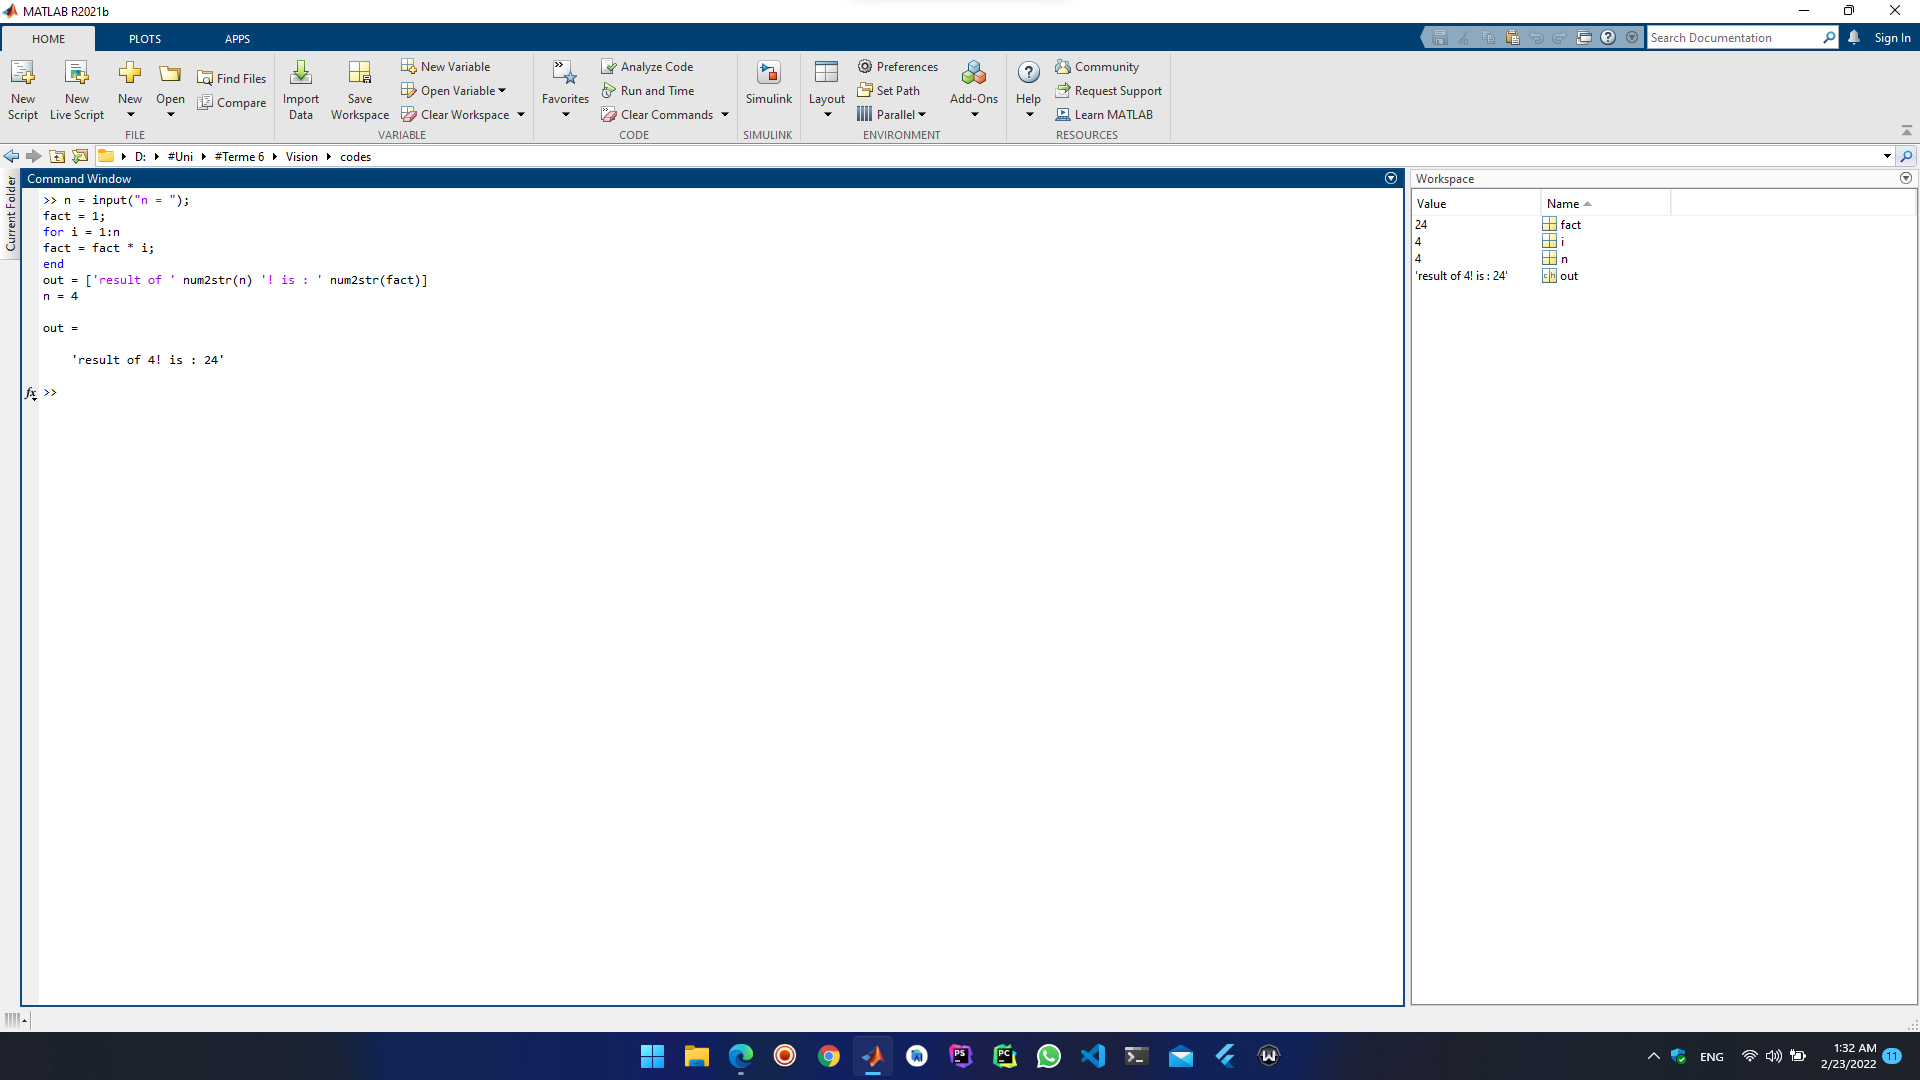 MATLAB R2021b
HOME PLOTS APPS
Search Documentation
Sign In
New Script
New Live Script
New
Open
Find Files
Compare
FILE
Import Data
Save Workspace
New Variable
Open Variable
Clear Workspace
VARIABLE
Favorites
Analyze Code
Run and Time
Clear Commands
CODE
Simulink
SIMULINK
Layout
Preferences
Set Path
Parallel
Add-Ons
ENVIRONMENT
Help
Community
Request Support
Learn MATLAB
RESOURCES
D: #Uni #Terme 6 Vision codes
Current Folder
Command Window
>> n = input("n = ");
fact = 1;
for i = 1:n
fact = fact * i;
end
out = ['result of ' num2str(n) '! is : ' num2str(fact)]
n = 4
out =
'result of 4! is : 24'
fx >>
Workspace
Value Name
24 fact
4 i
4 n
'result of 4! is : 24' out
ENG
1:32 AM
2/23/2022
11